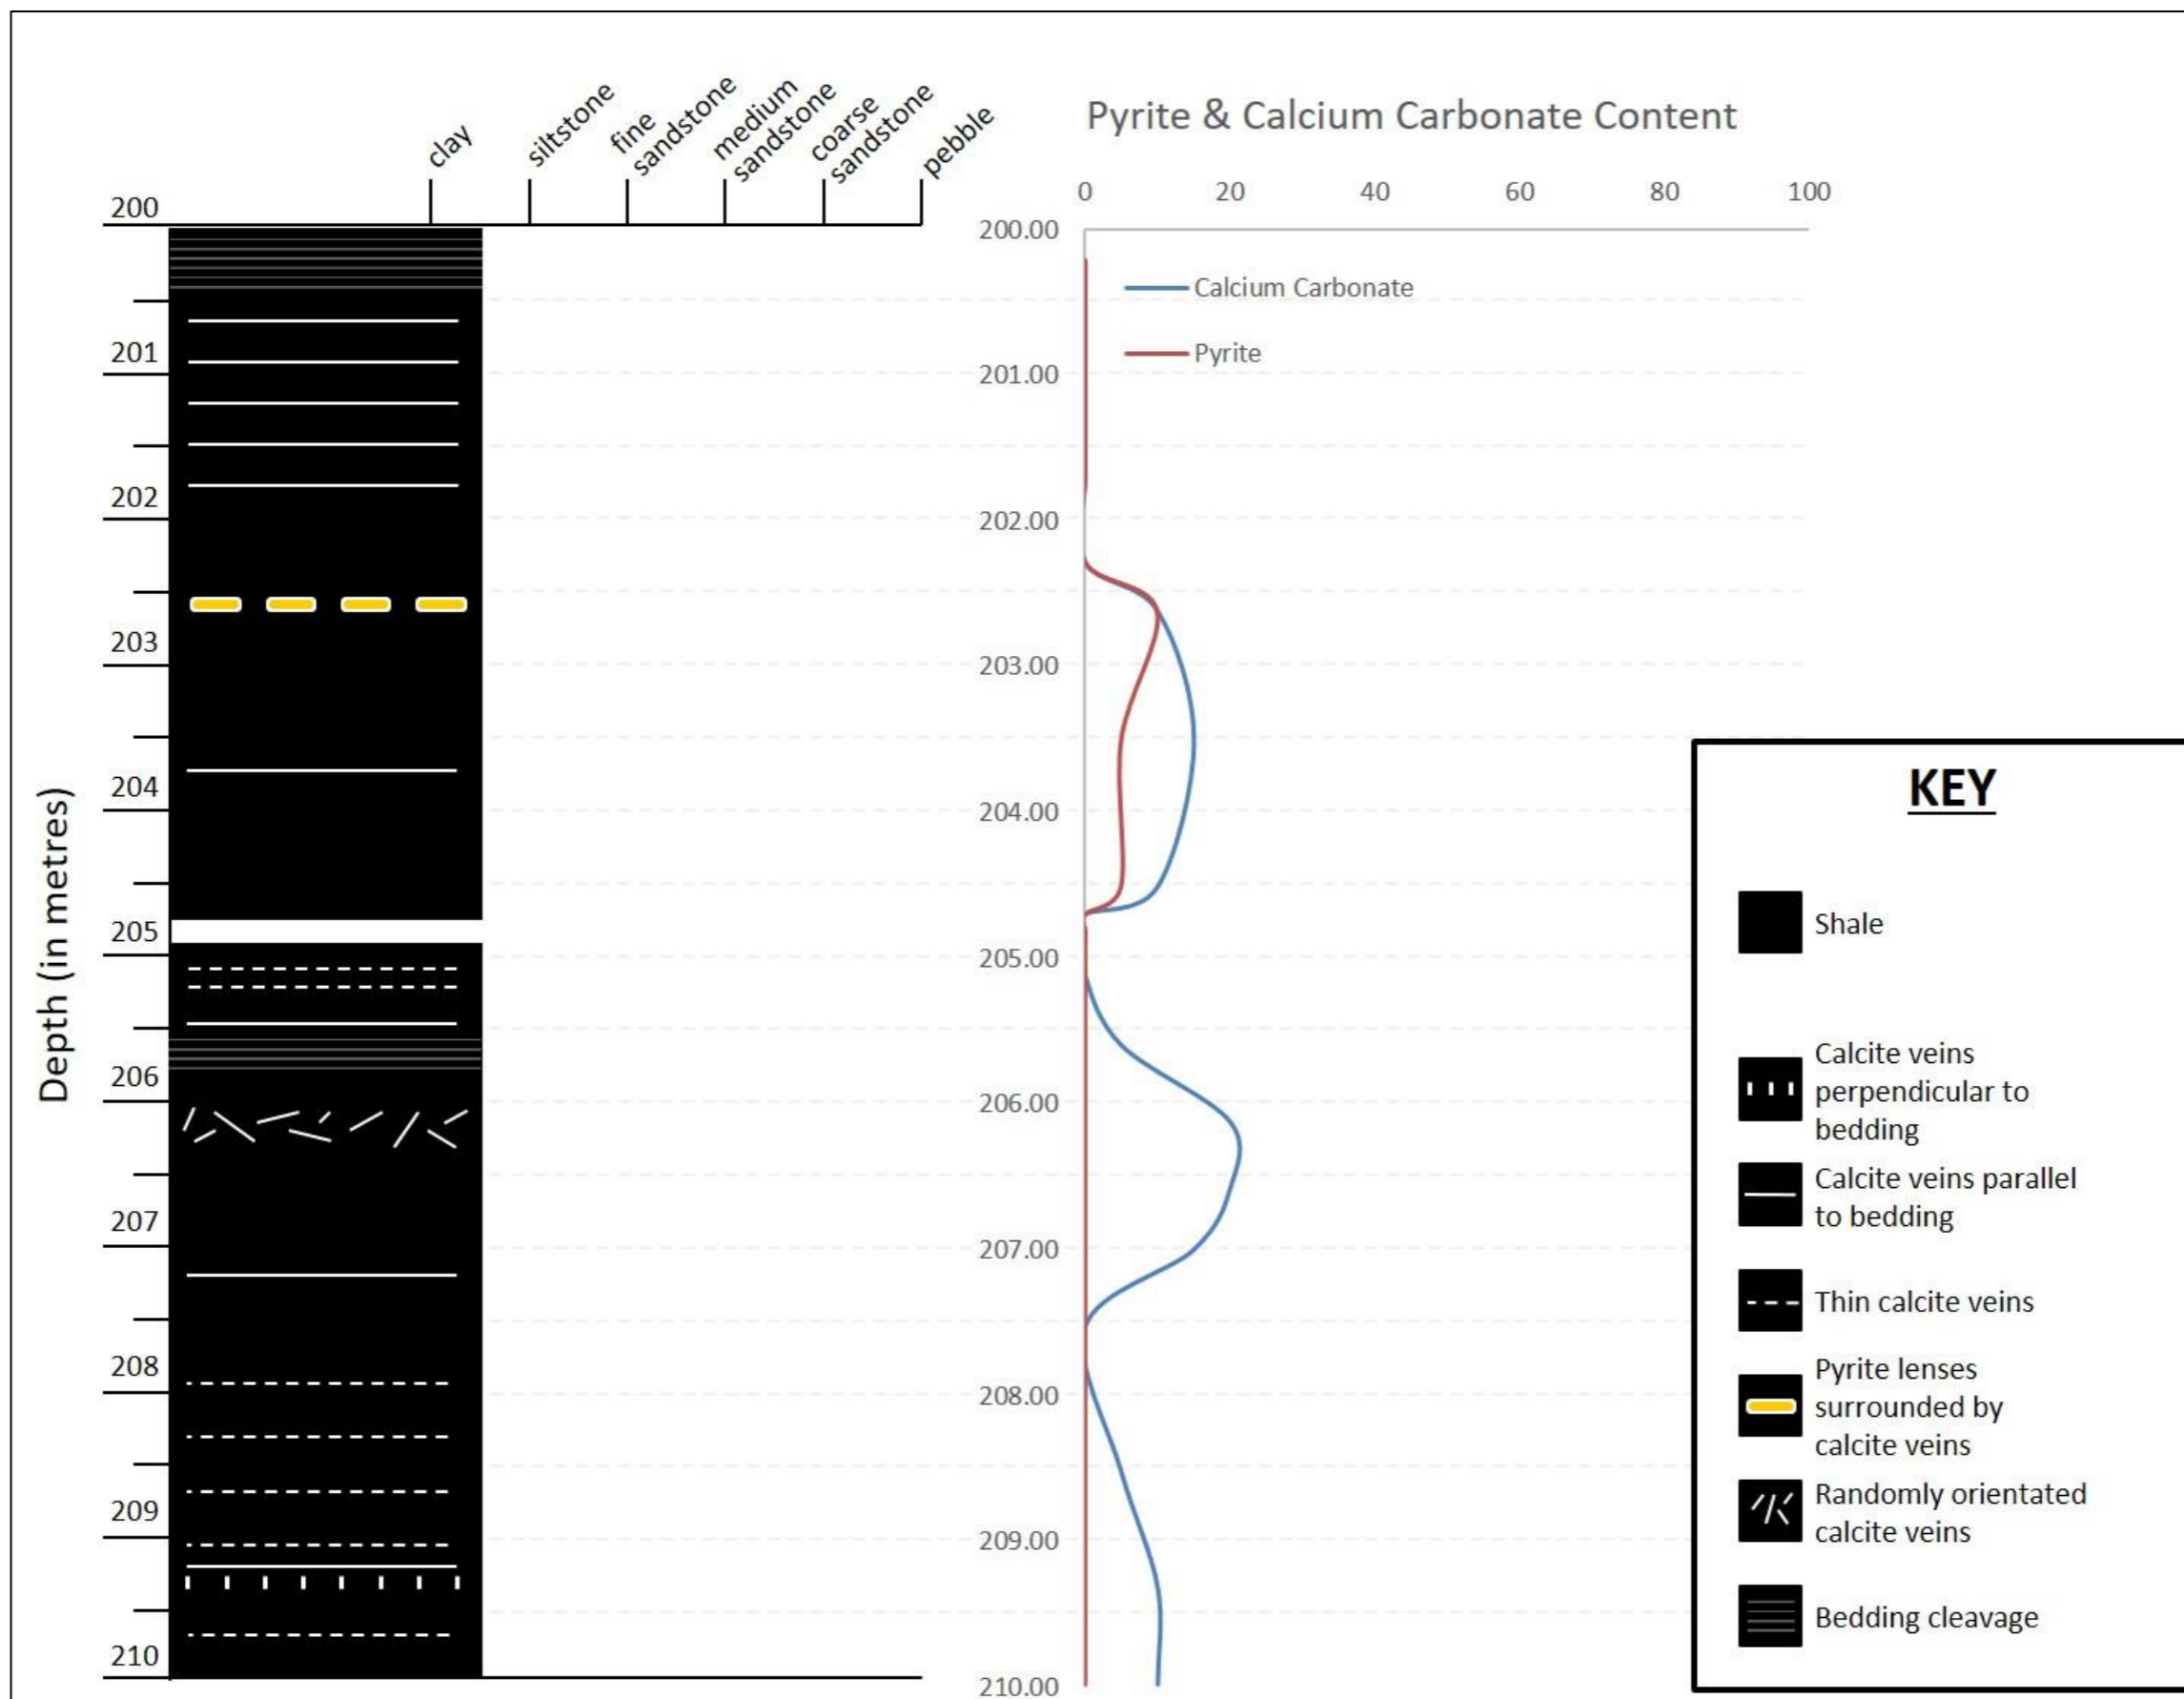 clay
siltstone
fine
sandstone
medium
sandstone
coarse
sandstone
pebble
Depth (in metres)
200
201
202
203
204
205
206
207
208
209
210
Pyrite & Calcium Carbonate Content
0 20 40 60 80 100
200.00
201.00
202.00
203.00
204.00
205.00
206.00
207.00
208.00
209.00
210.00
Calcium Carbonate
Pyrite
KEY
Shale
Calcite veins
perpendicular to
bedding
Calcite veins parallel
to bedding
Thin calcite veins
Pyrite lenses
surrounded by
calcite veins
Randomly orientated
calcite veins
Bedding cleavage